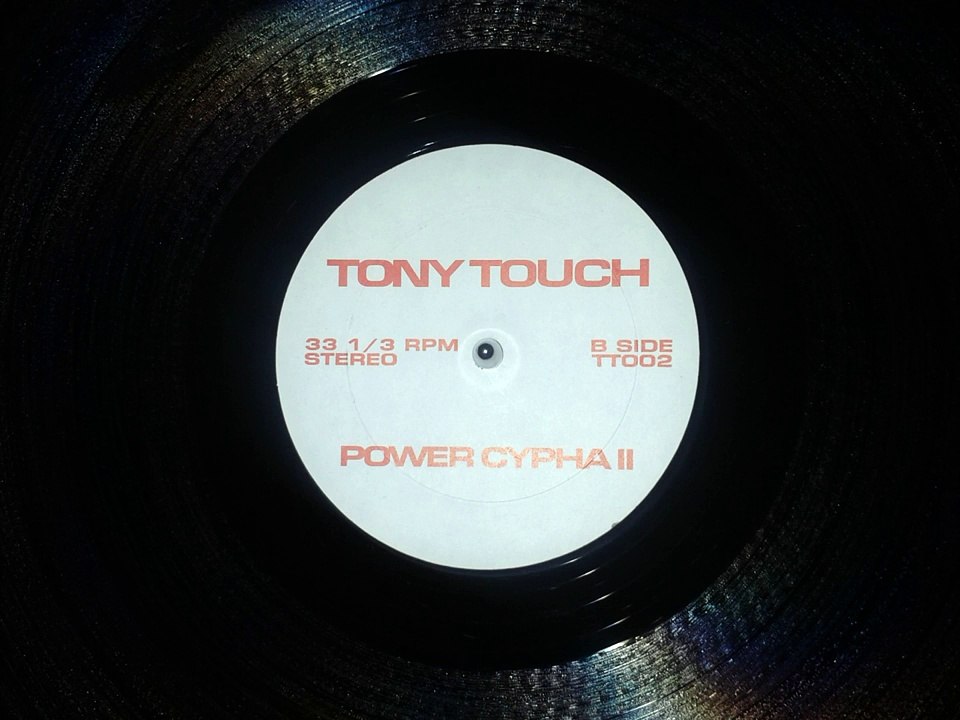 TONY TOUCH
33 1/3 RPM
STEREO
B SIDE
TT002
POWER CYPHA II